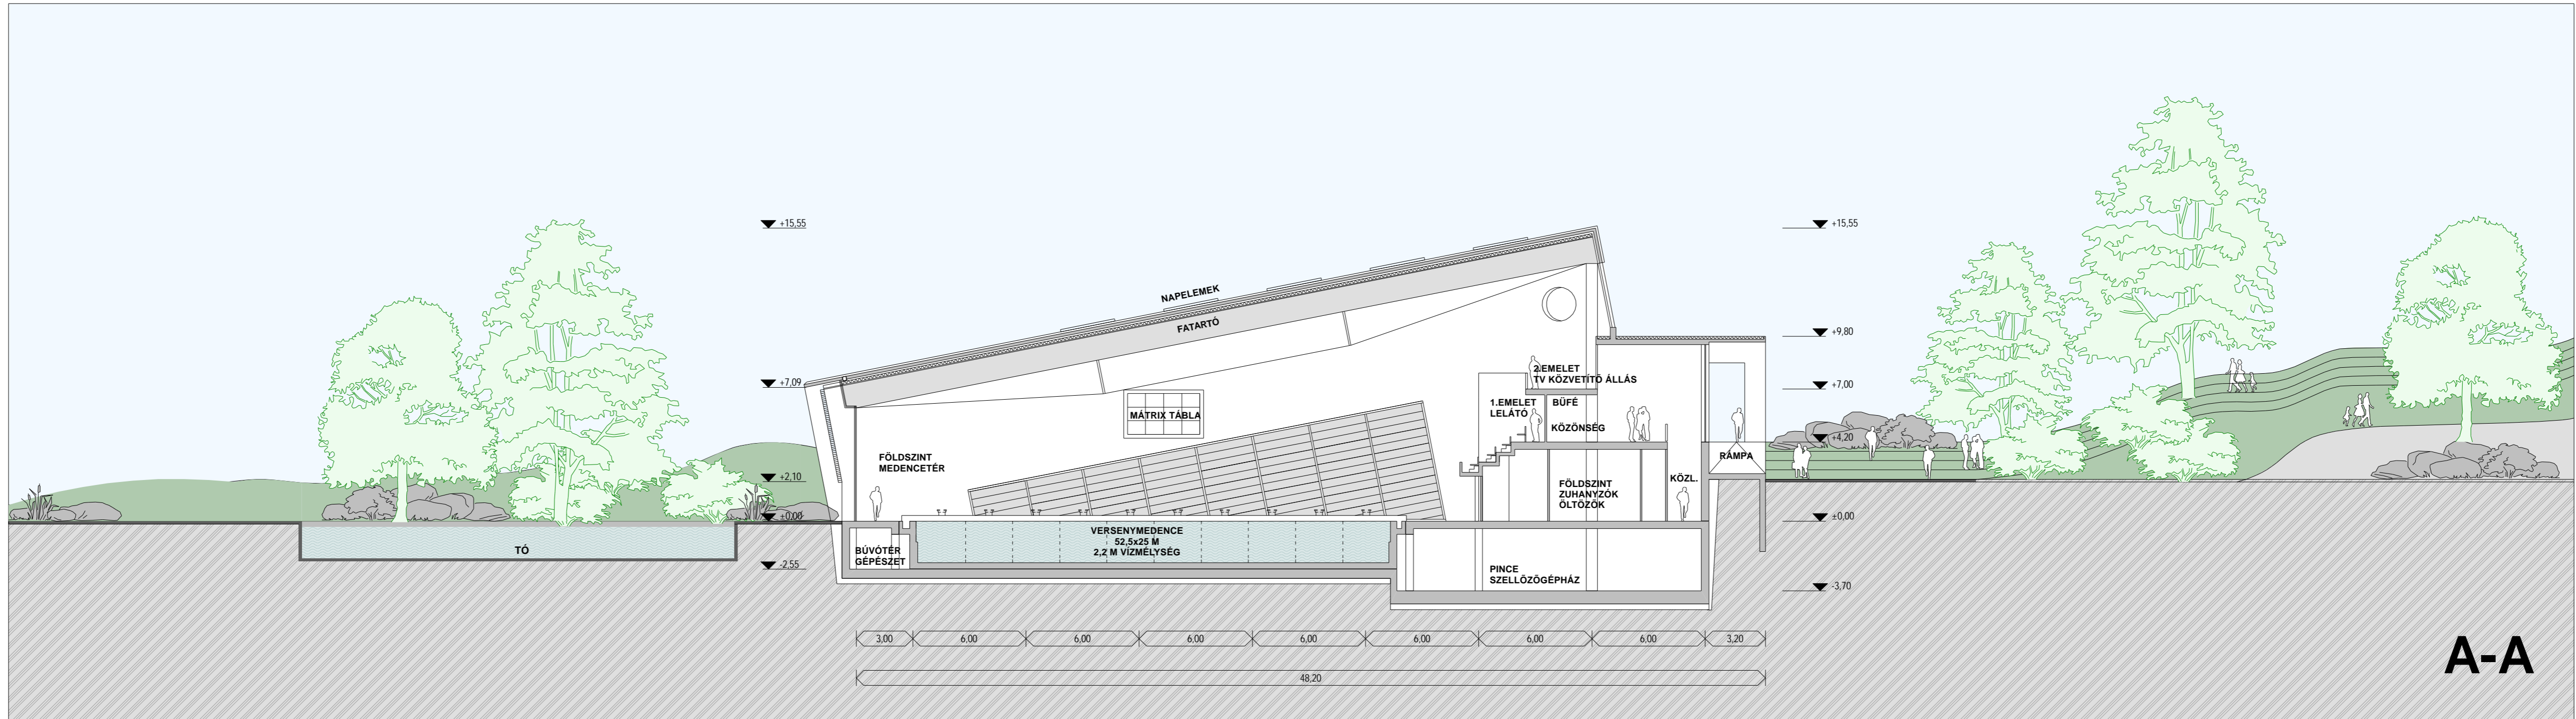 +15,55
+15,55
NAPELEMEK
FATARTÓ
+9,80
+7,09
2.EMELET
TV KÖZVETÍTŐ ÁLLÁS
+7,00
1.EMELET
LELÁTÓ
BÜFÉ
MÁTRIX TÁBLA
KÖZÖNSÉG
+4,20
FÖLDSZINT
MEDENCETÉR
RÁMPA
+2,10
KÖZL.
FÖLDSZINT
ZUHANYZÓK
ÖLTÖZŐK
±0,00
±0,00
VERSENYMEDENCE
52,5x25 M
2,2 M VÍZMÉLYSÉG
TÓ
BÚVÓTÉR
GÉPÉSZET
-2,55
PINCE
SZELLŐZŐGÉPHÁZ
-3,70
3,00
6,00
6,00
6,00
6,00
6,00
6,00
6,00
3,20
A-A
48,20